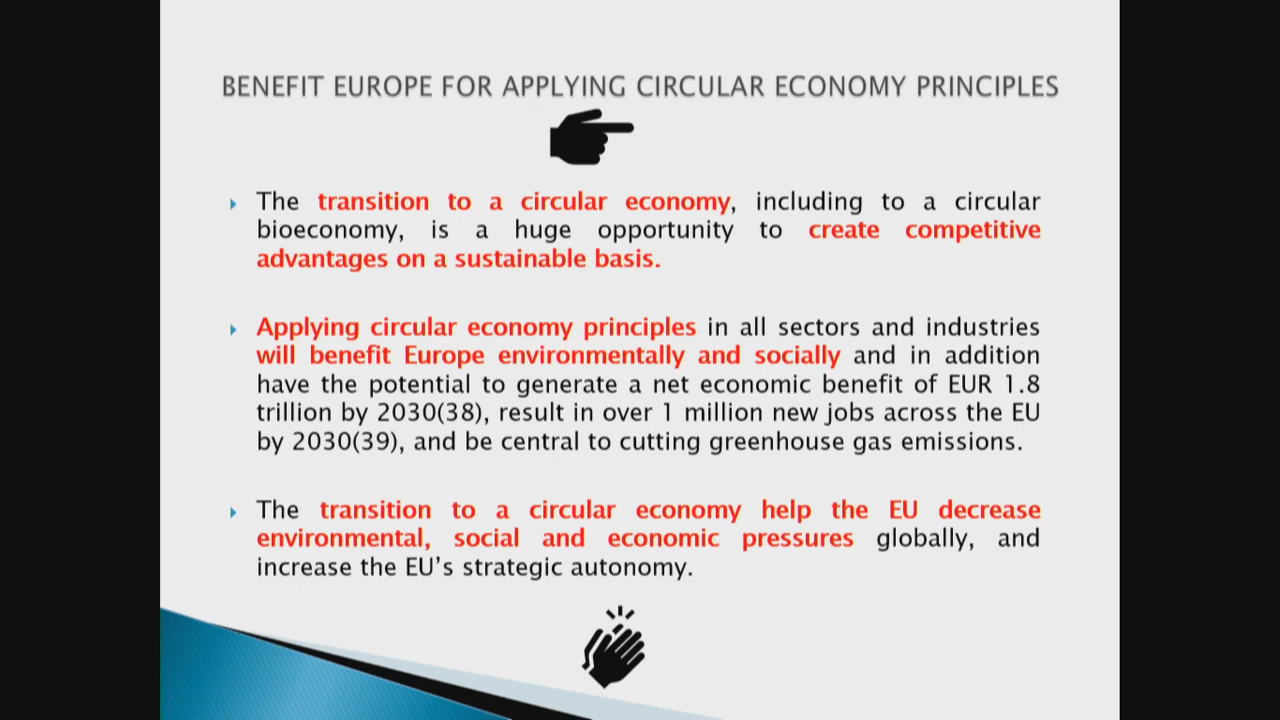 BENEFIT EUROPE FOR APPLYING CIRCULAR ECONOMY PRINCIPLES
The transition to a circular economy, including to a circular
bioeconomy, is a huge opportunity to create competitive
advantages on a sustainable basis.
Applying circular economy principles in all sectors and industries
will benefit Europe environmentally and socially and in addition
have the potential to generate a net economic benefit of EUR 1.8
trillion by 2030(38), result in over 1 million new jobs across the EU
by 2030(39), and be central to cutting greenhouse gas emissions.
The transition to a circular economy help the EU decrease
environmental, social and economic pressures globally, and
increase the EU’s strategic autonomy.